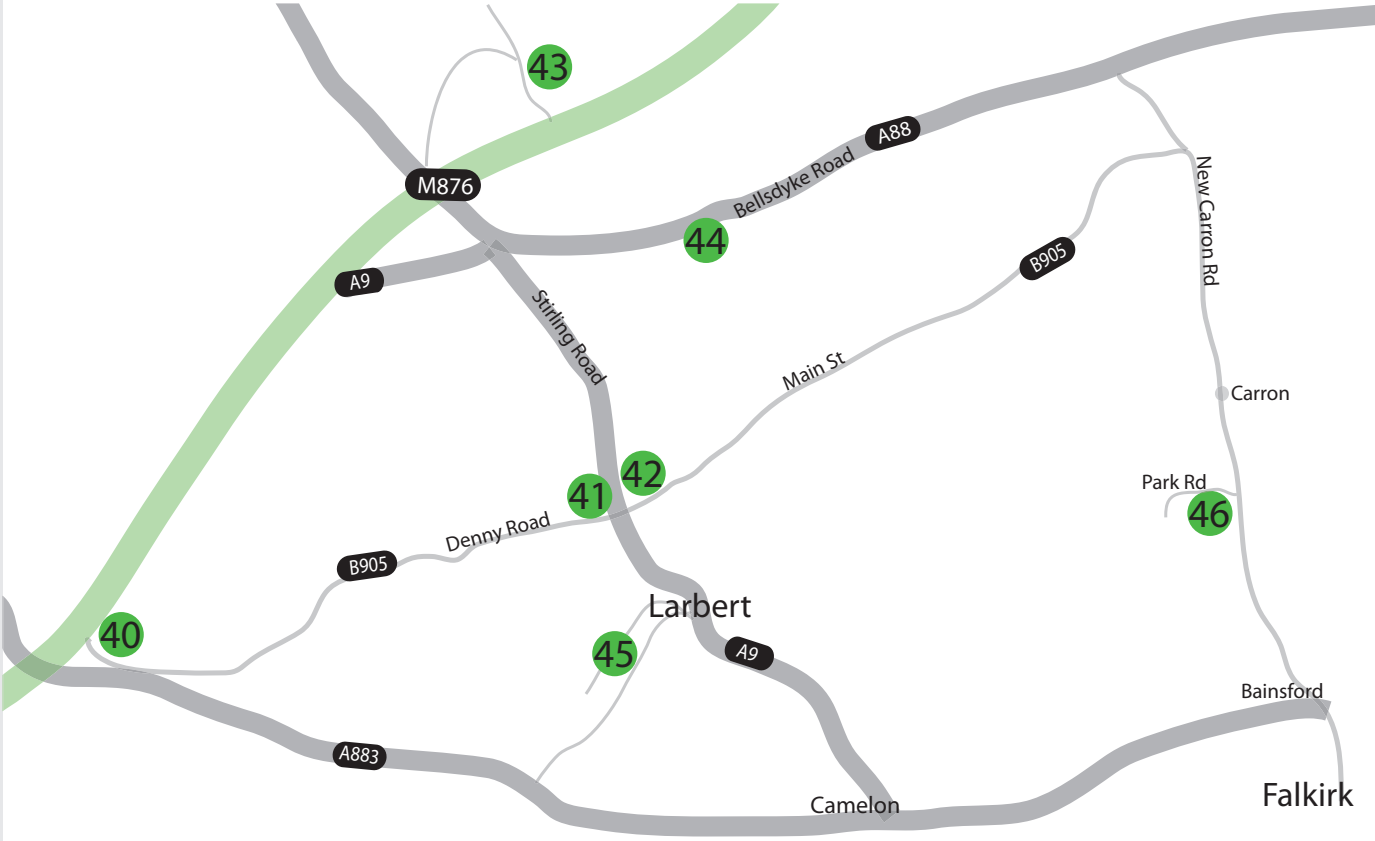 43
A88
Bellsdyke Road
M876
New Carron Rd
44
B905
A9
Stirling Road
Main St
Carron
42
41
Park Rd
46
Denny Road
B905
Larbert
40
45
A9
Bainsford
A883
Camelon
Falkirk